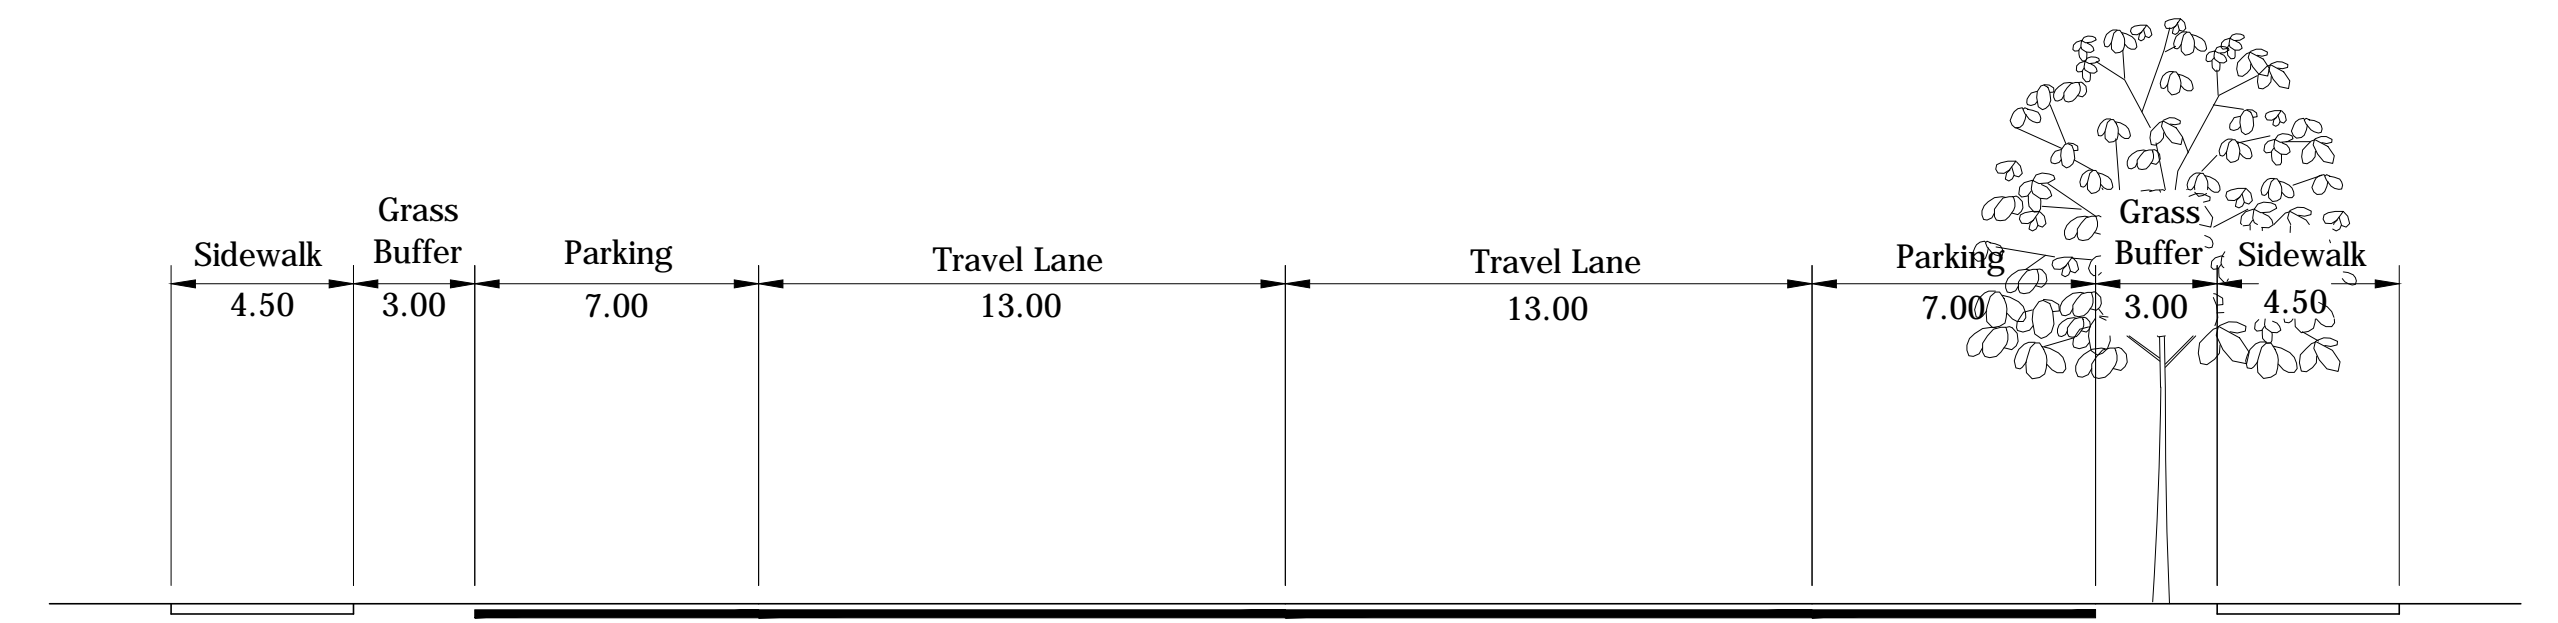 Sidewalk
4.50
Grass
Buffer
3.00
Parking
7.00
Travel Lane
13.00
Travel Lane
13.00
Parking
7.00
Grass
Buffer
3.00
Sidewalk
4.50